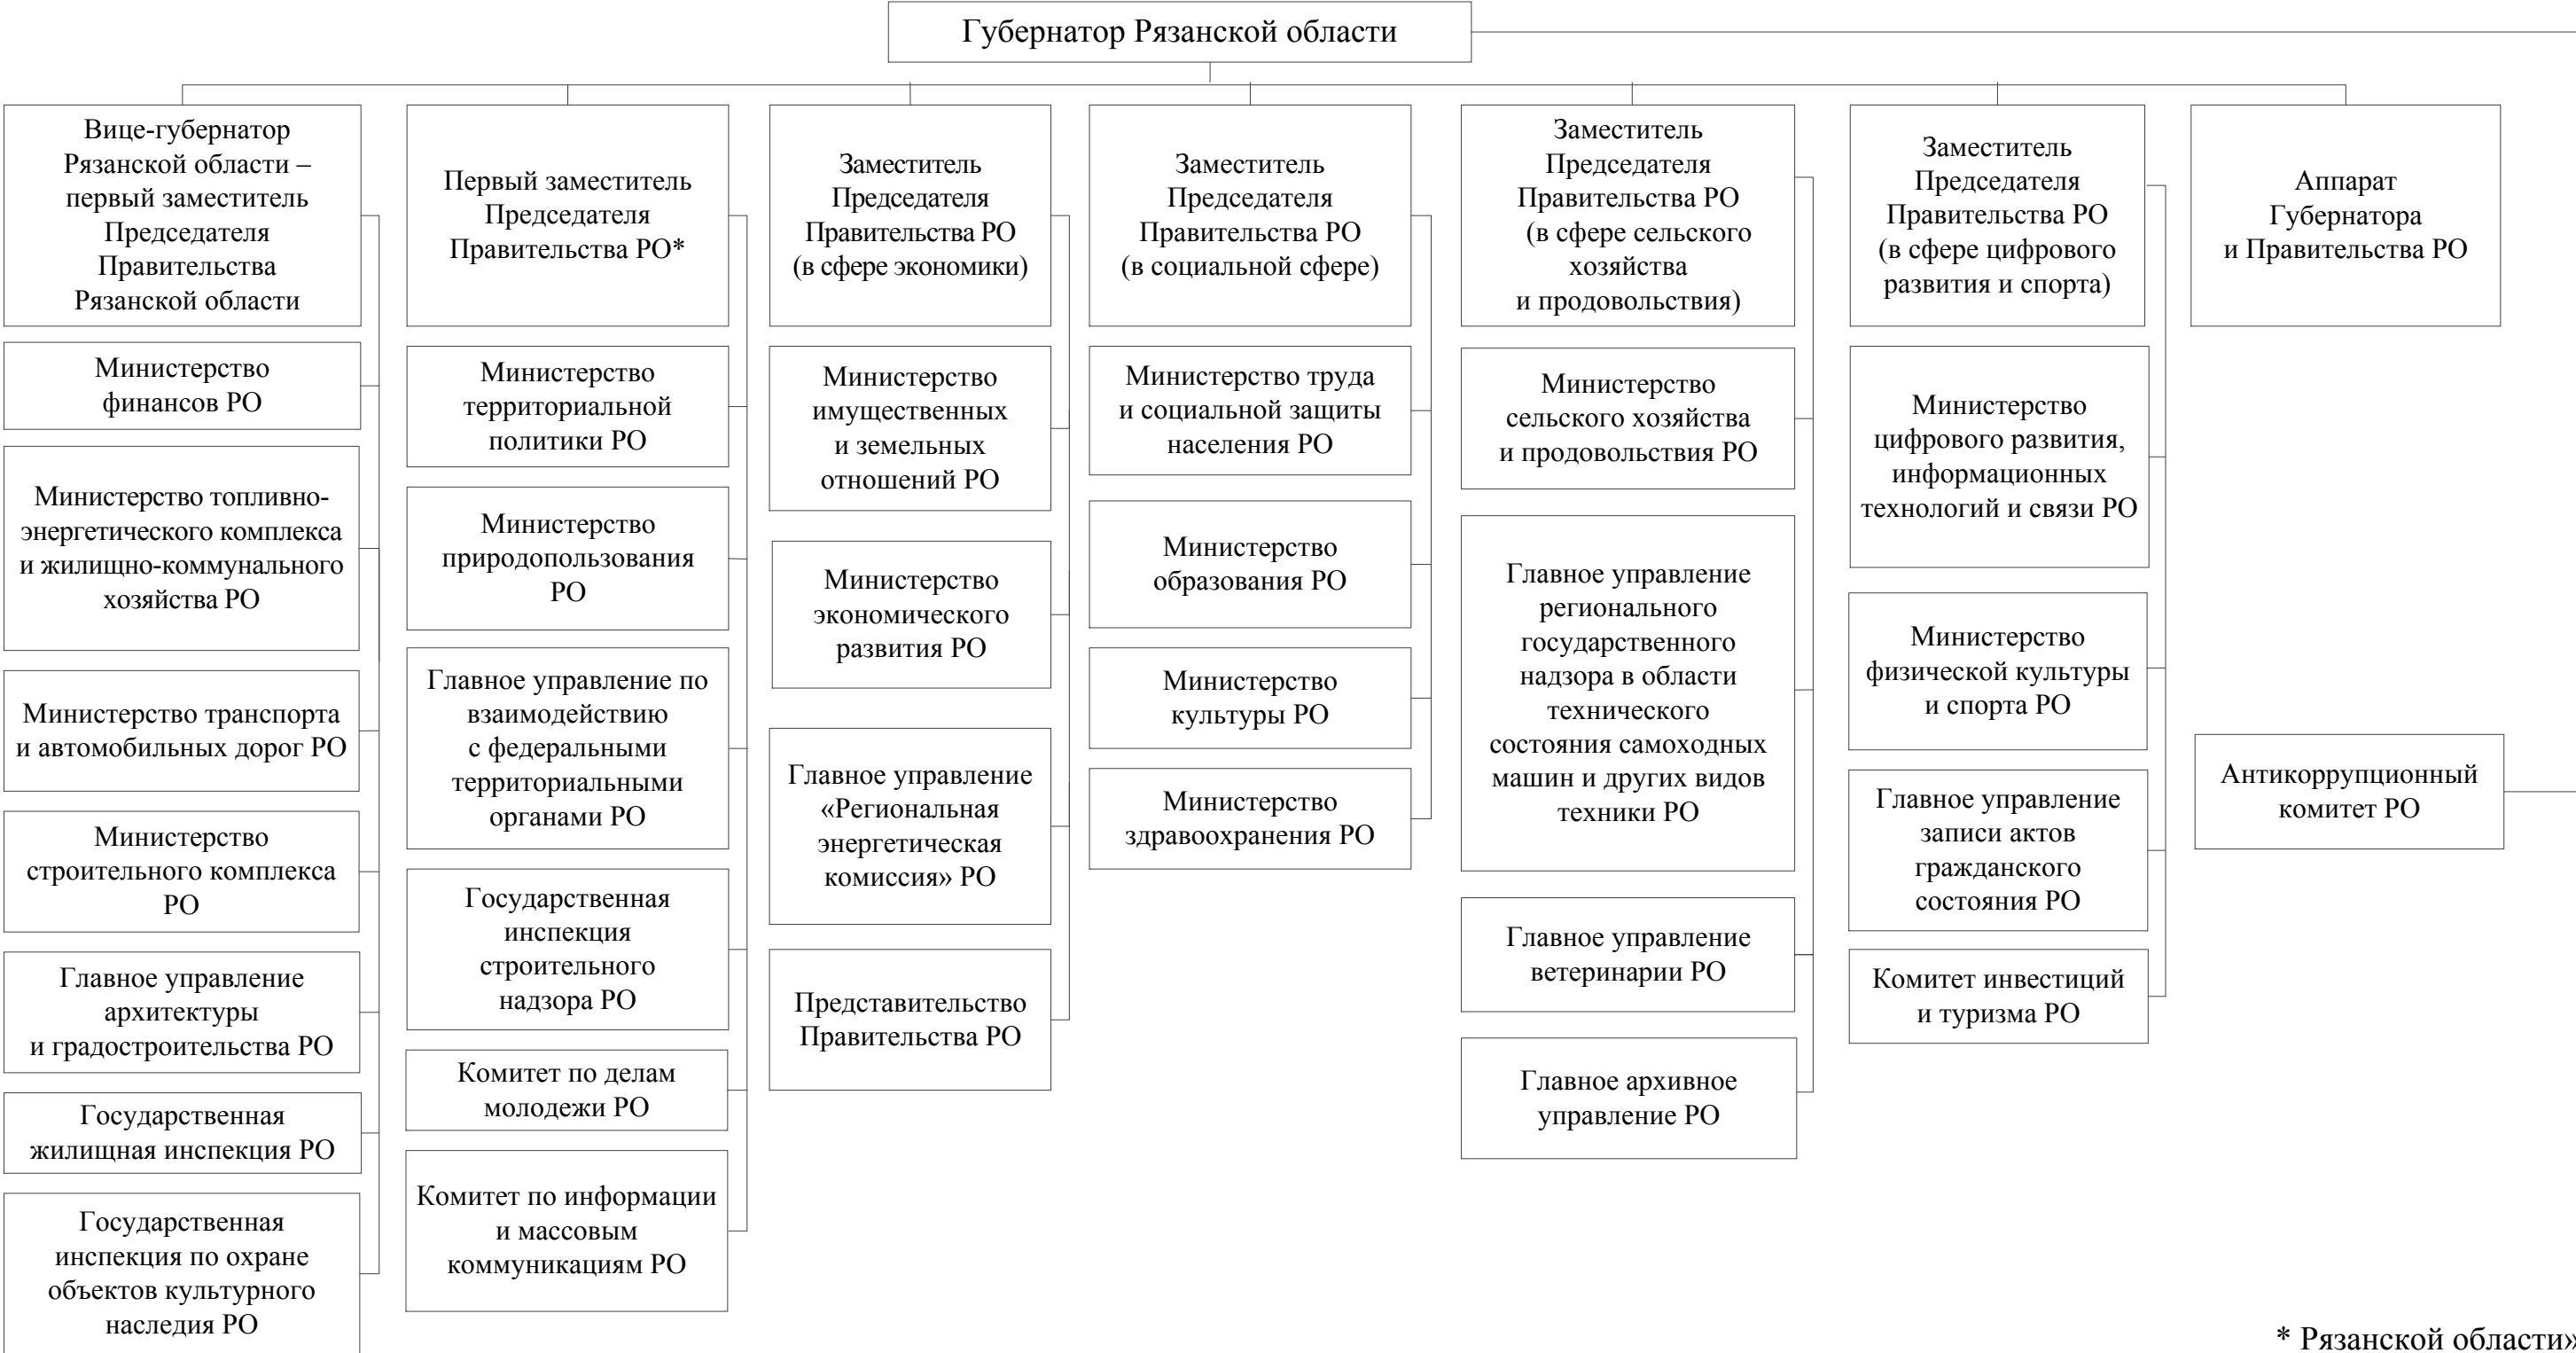 Губернатор Рязанской области
Вице-губернатор
Рязанской области –
первый заместитель
Председателя
Правительства
Рязанской области
Министерство
финансов РО
Министерство топливно-
энергетического комплекса
и жилищно-коммунального
хозяйства РО
Министерство транспорта
и автомобильных дорог РО
Министерство
строительного комплекса
РО
Главное управление
архитектуры
и градостроительства РО
Государственная
жилищная инспекция РО
Государственная
инспекция по охране
объектов культурного
наследия РО
Первый заместитель
Председателя
Правительства РО*
Министерство
территориальной
политики РО
Министерство
природопользования
РО
Главное управление по
взаимодействию
с федеральными
территориальными
органами РО
Государственная
инспекция
строительного
надзора РО
Комитет по делам
молодежи РО
Комитет по информации
и массовым
коммуникациям РО
Заместитель
Председателя
Правительства РО
(в сфере экономики)
Министерство
имущественных
и земельных
отношений РО
Министерство
экономического
развития РО
Главное управление
«Региональная
энергетическая
комиссия» РО
Представительство
Правительства РО
Заместитель
Председателя
Правительства РО
(в социальной сфере)
Министерство труда
и социальной защиты
населения РО
Министерство
образования РО
Министерство
культуры РО
Министерство
здравоохранения РО
Заместитель
Председателя
Правительства РО
(в сфере сельского
хозяйства
и продовольствия)
Министерство
сельского хозяйства
и продовольствия РО
Главное управление
регионального
государственного
надзора в области
технического
состояния самоходных
машин и других видов
техники РО
Главное управление
ветеринарии РО
Главное архивное
управление РО
Заместитель
Председателя
Правительства РО
(в сфере цифрового
развития и спорта)
Министерство
цифрового развития,
информационных
технологий и связи РО
Министерство
физической культуры
и спорта РО
Главное управление
записи актов
гражданского
состояния РО
Комитет инвестиций
и туризма РО
Аппарат
Губернатора
и Правительства РО
Антикоррупционный
комитет РО
* Рязанской области»